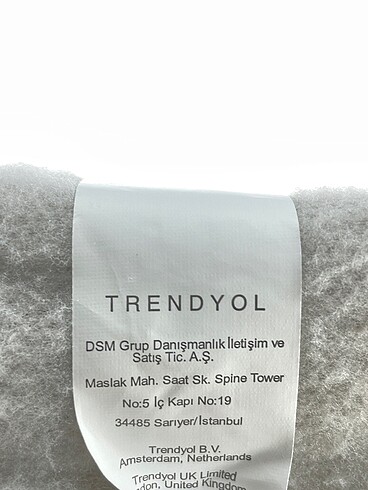 TRENDYOL
DSM Grup Danışmanlık İletişim ve
Satış Tic. A.Ş.
Maslak Mah. Saat Sk. Spine Tower
No:5 İç Kapı No:19
34485 Sarıyer/İstanbul
Trendyol B.V.
Amsterdam, Netherlands
Trendyol UK Limited
United Kingdom